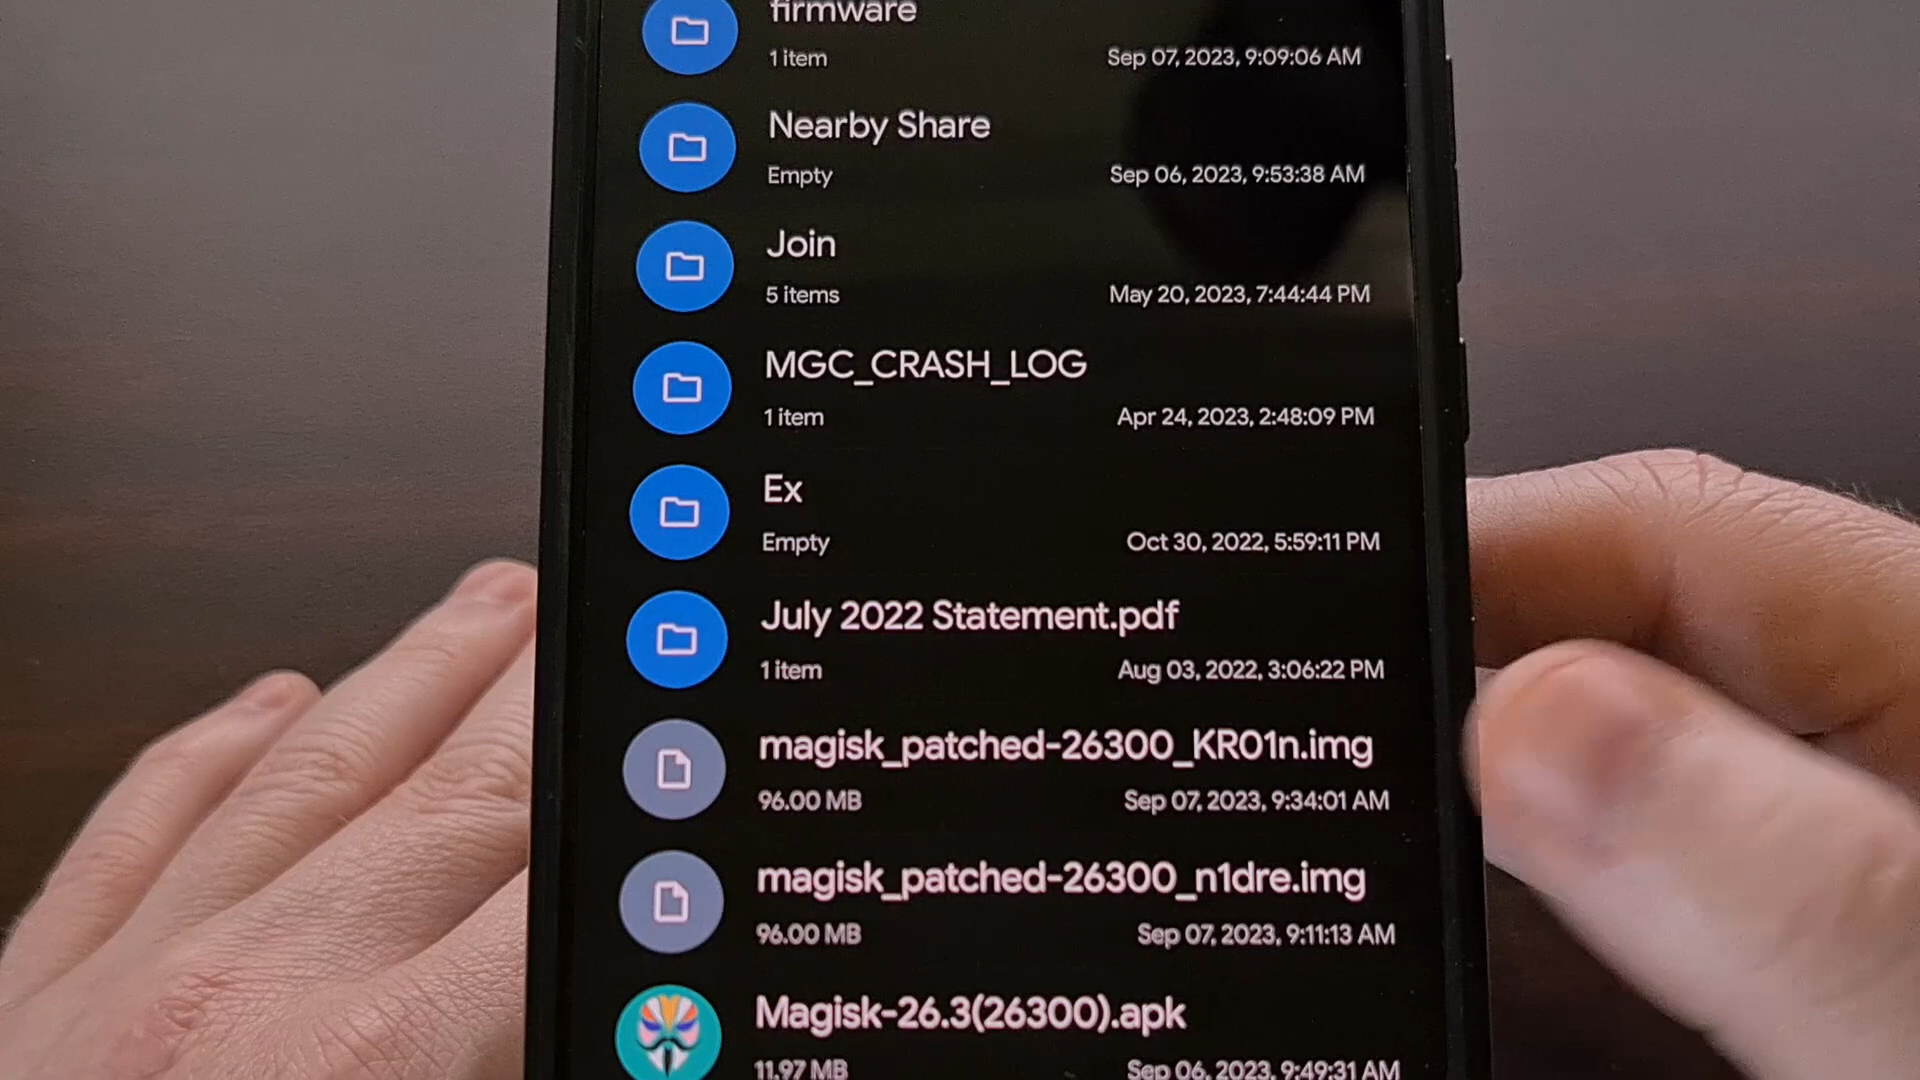 firmware
1 item Sep 07, 2023, 9:09:06 AM
Nearby Share
Empty Sep 06, 2023, 9:53:38 AM
Join
5 items May 20, 2023, 7:44:44 PM
MGC_CRASH_LOG
1 item Apr 24, 2023, 2:48:09 PM
Ex
Empty Oct 30, 2022, 5:59:11 PM
July 2022 Statement.pdf
1 item Aug 03, 2022, 3:06:22 PM
magisk_patched-26300_KR01n.img
96.00 MB Sep 07, 2023, 9:34:01 AM
magisk_patched-26300_n1dre.img
96.00 MB Sep 07, 2023, 9:11:13 AM
Magisk-26.3(26300).apk
11.97 MB Sep 06, 2023, 9:49:31 AM